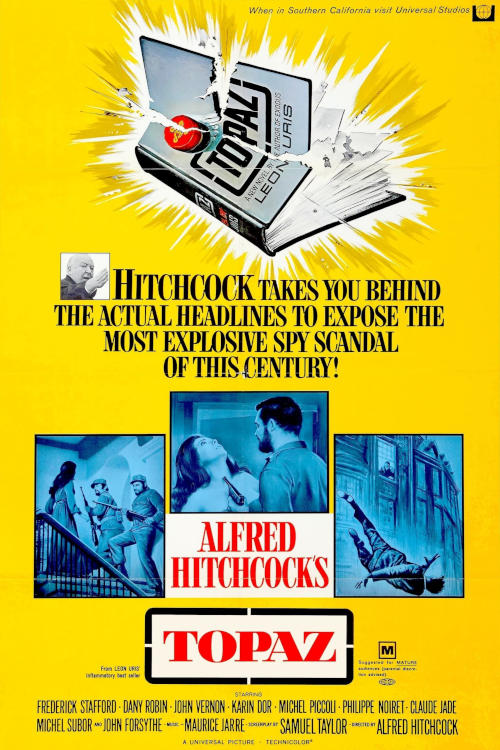 When in Southern California visit Universal Studios
TOPAZ
A NEW NOVEL BY THE AUTHOR OF EXODUS
LEON URIS
HITCHCOCK TAKES YOU BEHIND
THE ACTUAL HEADLINES TO EXPOSE THE
MOST EXPLOSIVE SPY SCANDAL
OF THIS CENTURY!
ALFRED
HITCHCOCK'S
TOPAZ
From LEON URIS'
inflammatory best seller
M
Suggested for MATURE
audiences (parental discre-
tion advised).
STARRING
FREDERICK STAFFORD · DANY ROBIN · JOHN VERNON · KARIN DOR · MICHEL PICCOLI · PHILIPPE NOIRET · CLAUDE JADE
MICHEL SUBOR AND JOHN FORSYTHE · MUSIC · MAURICE JARRE · SCREENPLAY BY SAMUEL TAYLOR · DIRECTED BY ALFRED HITCHCOCK
A UNIVERSAL PICTURE · TECHNICOLOR®